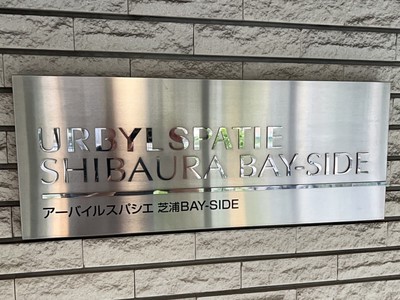 URBYL SPATIE
SHIBAURA BAY-SIDE
アーバイルスパシエ 芝浦BAY-SIDE